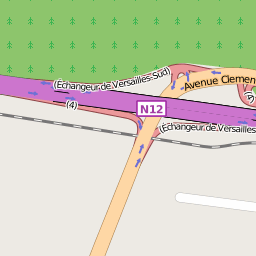 (Échangeur de Versailles-Sud)
Avenue Clemen
(4)
N12
(A
(Échangeur de Versailles